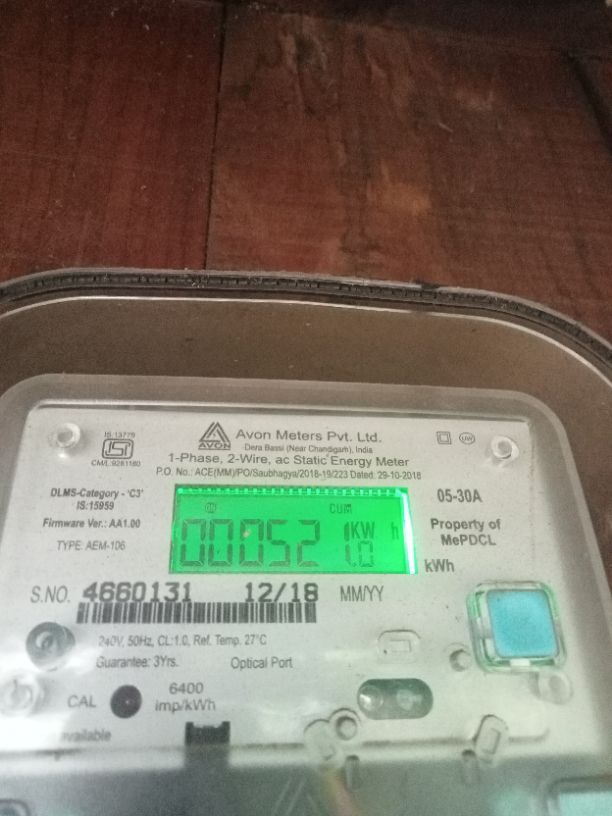 IS 13779
ISI
CM/L:9281160
AVON
Avon Meters Pvt. Ltd.
Dera Bassi (Near Chandigarh), India
1-Phase, 2-Wire, ac Static Energy Meter
P.O. No.: ACE(MM)/PO/Saubhagya/2018-19/223 Dated: 29-10-2018
DLMS-Category - 'C3'
IS:15959
Firmware Ver.: AA1.00
TYPE: AEM-106
CUM
KW h
05-30A
Property of
MePDCL
kWh
S.NO. 4660131 12/18 MM/YY
240V, 50Hz, CL:1.0, Ref. Temp. 27°C
Guarantee: 3Yrs. Optical Port
CAL 6400
imp/kWh
available